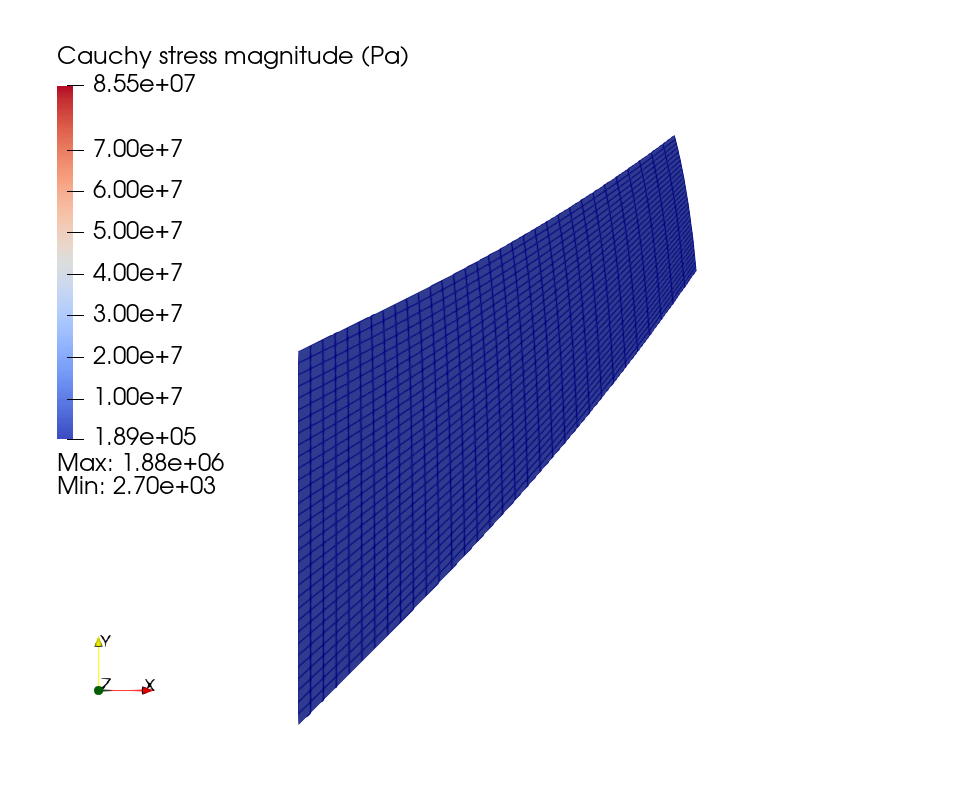 Cauchy stress magnitude (Pa)
8.55e+07
7.00e+7
6.00e+7
5.00e+7
4.00e+7
3.00e+7
2.00e+7
1.00e+7
1.89e+05
Max: 1.88e+06
Min: 2.70e+03
Y
Z X